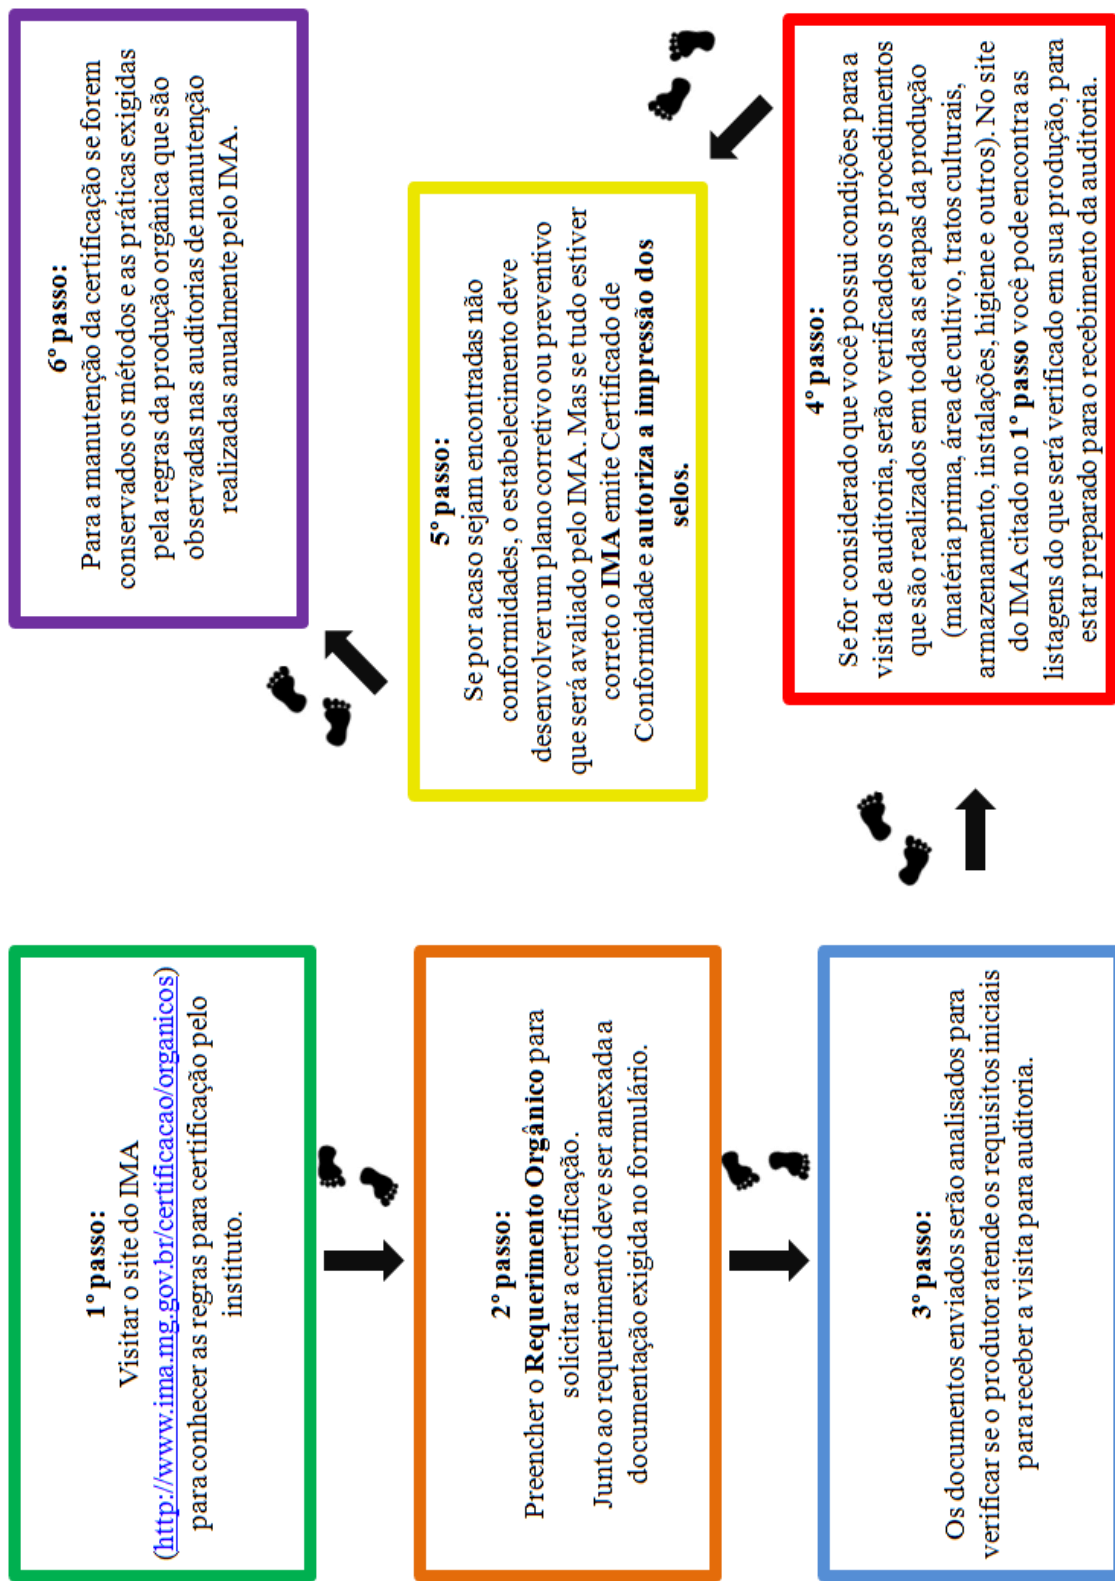 1º passo:
Visitar o site do IMA
(http://www.ima.mg.gov.br/certificacao/organicos)
para conhecer as regras para certificação pelo
instituto.
2º passo:
Preencher o Requerimento Orgânico para
solicitar a certificação.
Junto ao requerimento deve ser anexada a
documentação exigida no formulário.
3º passo:
Os documentos enviados serão analisados para
verificar se o produtor atende os requisitos iniciais
para receber a visita para auditoria.
4º passo:
Se for considerado que você possui condições para a
visita de auditoria, serão verificados os procedimentos
que são realizados em todas as etapas da produção
(matéria prima, área de cultivo, tratos culturais,
armazenamento, instalações, higiene e outros). No site
do IMA citado no 1º passo você pode encontra as
listagens do que será verificado em sua produção, para
estar preparado para o recebimento da auditoria.
5º passo:
Se por acaso sejam encontradas não
conformidades, o estabelecimento deve
desenvolver um plano corretivo ou preventivo
que será avaliado pelo IMA. Mas se tudo estiver
correto o IMA emite Certificado de
Conformidade e autoriza a impressão dos
selos.
6º passo:
Para a manutenção da certificação se forem
conservados os métodos e as práticas exigidas
pela regras da produção orgânica que são
observadas nas auditorias de manutenção
realizadas anualmente pelo IMA.